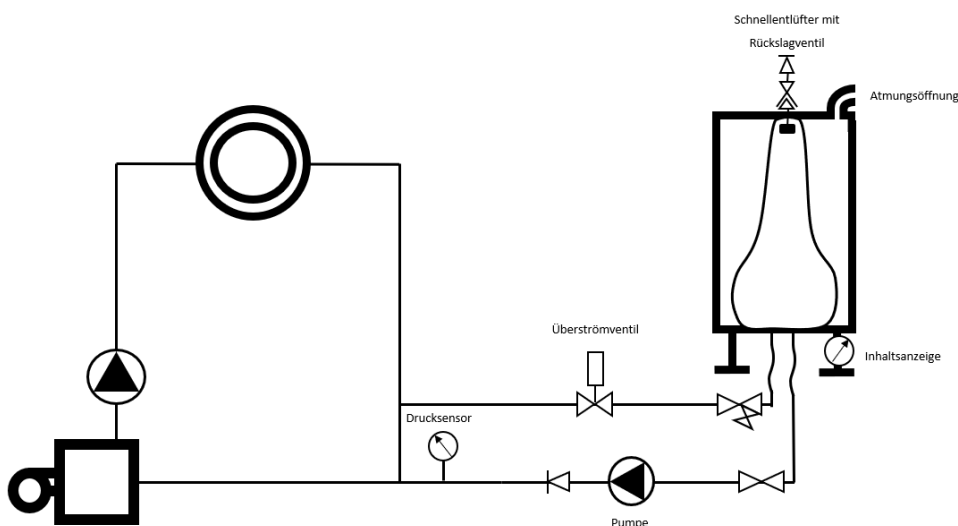 Schnellentlüfter mit
Rückslagventil
Atmungsöffnung
Überströmventil
Inhaltsanzeige
Drucksensor
Pumpe